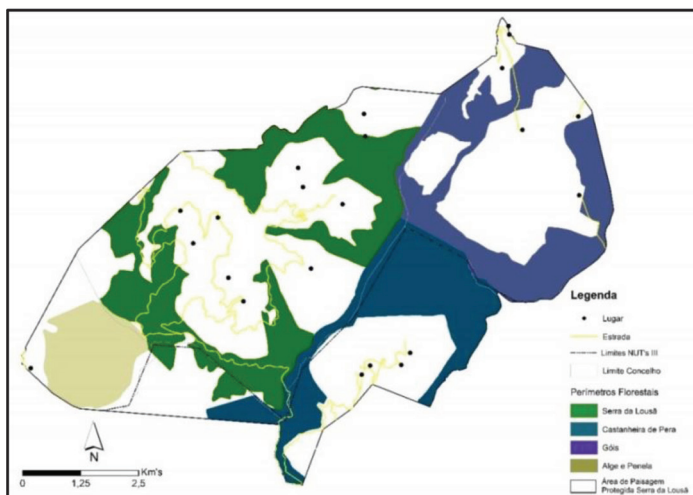 Legenda
Lugar
Estrada
Limites NUT's III
Limite Concelho
Perímetros Florestais
Serra da Lousã
Castanheira de Pera
Góis
Alge e Penela
Área de Paisagem
Protegida Serra da Lousã
N
0 1,25 2,5 Km's